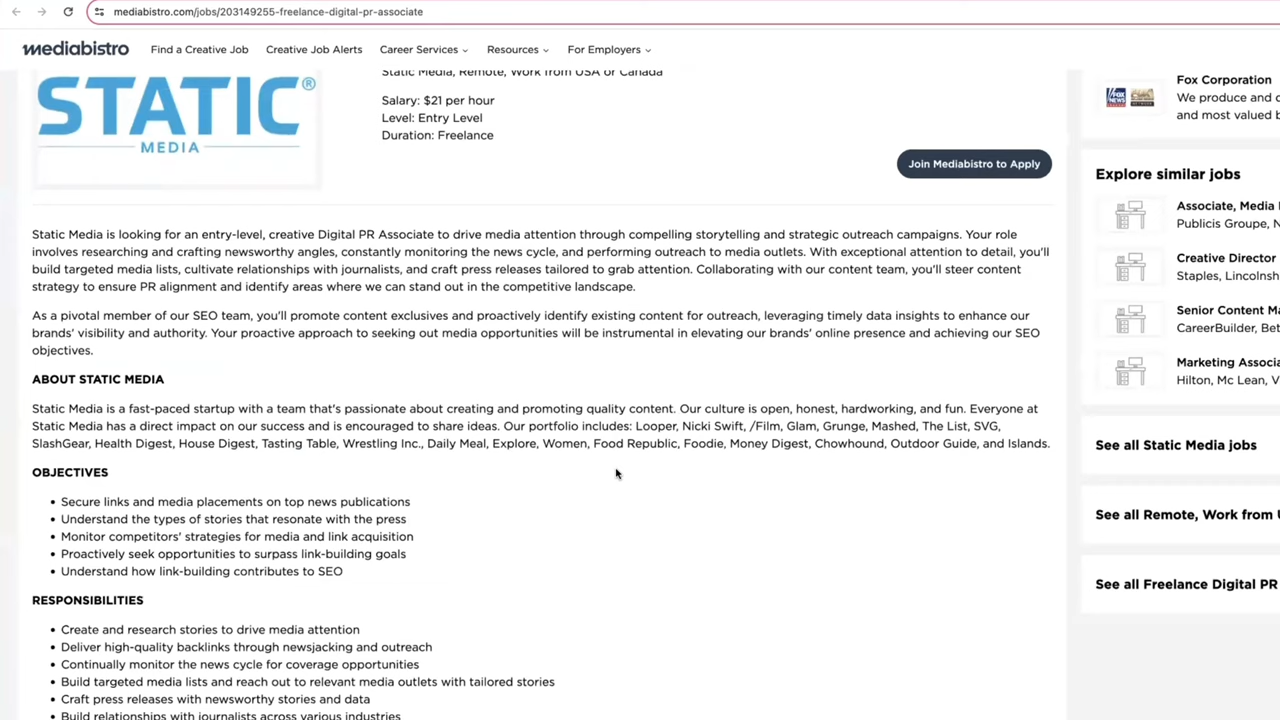 mediabistro.com/jobs/203149255-freelance-digital-pr-associate
mediabistro Find a Creative Job Creative Job Alerts Career Services Resources For Employers
STATIC®
MEDIA
Static Media, Remote, Work from USA or Canada
Salary: $21 per hour
Level: Entry Level
Duration: Freelance
Join Mediabistro to Apply
Static Media is looking for an entry-level, creative Digital PR Associate to drive media attention through compelling storytelling and strategic outreach campaigns. Your role
involves researching and crafting newsworthy angles, constantly monitoring the news cycle, and performing outreach to media outlets. With exceptional attention to detail, you'll
build targeted media lists, cultivate relationships with journalists, and craft press releases tailored to grab attention. Collaborating with our content team, you'll steer content
strategy to ensure PR alignment and identify areas where we can stand out in the competitive landscape.
As a pivotal member of our SEO team, you'll promote content exclusives and proactively identify existing content for outreach, leveraging timely data insights to enhance our
brands' visibility and authority. Your proactive approach to seeking out media opportunities will be instrumental in elevating our brands' online presence and achieving our SEO
objectives.
ABOUT STATIC MEDIA
Static Media is a fast-paced startup with a team that's passionate about creating and promoting quality content. Our culture is open, honest, hardworking, and fun. Everyone at
Static Media has a direct impact on our success and is encouraged to share ideas. Our portfolio includes: Looper, Nicki Swift, /Film, Glam, Grunge, Mashed, The List, SVG,
SlashGear, Health Digest, House Digest, Tasting Table, Wrestling Inc., Daily Meal, Explore, Women, Food Republic, Foodie, Money Digest, Chowhound, Outdoor Guide, and Islands.
OBJECTIVES
• Secure links and media placements on top news publications
• Understand the types of stories that resonate with the press
• Monitor competitors' strategies for media and link acquisition
• Proactively seek opportunities to surpass link-building goals
• Understand how link-building contributes to SEO
RESPONSIBILITIES
• Create and research stories to drive media attention
• Deliver high-quality backlinks through newsjacking and outreach
• Continually monitor the news cycle for coverage opportunities
• Build targeted media lists and reach out to relevant media outlets with tailored stories
• Craft press releases with newsworthy stories and data
• Build relationships with journalists across various industries
Fox Corporation
We produce and d
and most valued b
Explore similar jobs
Associate, Media
Publicis Groupe, N
Creative Director
Staples, Lincolnsh
Senior Content Ma
CareerBuilder, Bet
Marketing Associa
Hilton, Mc Lean, V
See all Static Media jobs
See all Remote, Work from U
See all Freelance Digital PR